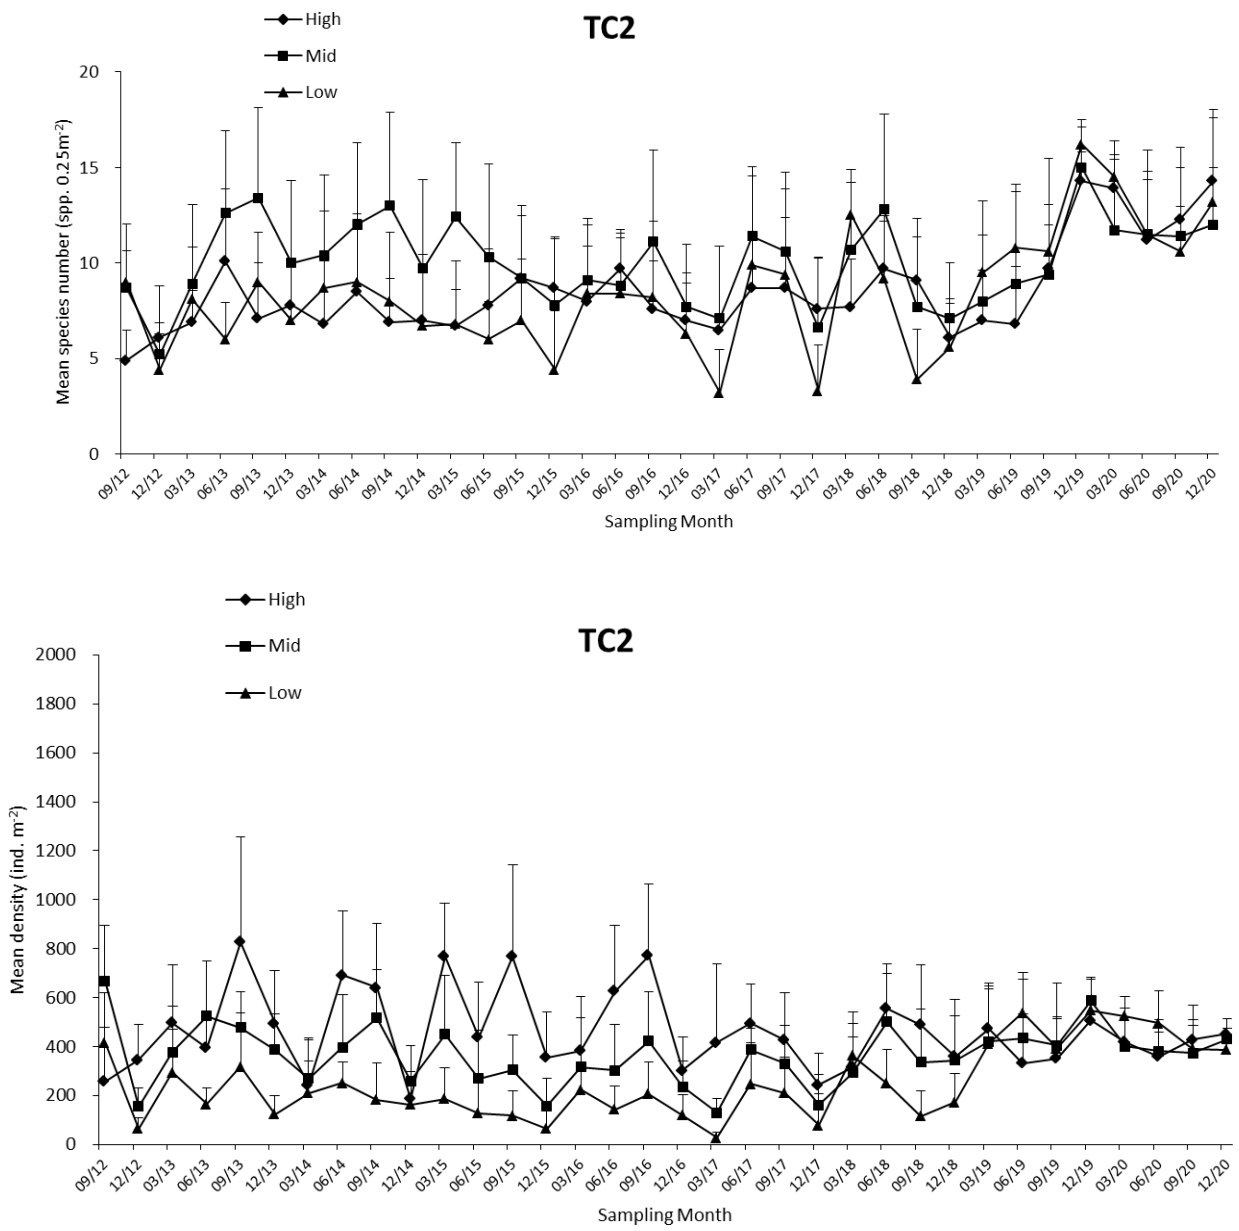 High
TC2
Mid
Low
Mean species number (spp. 0.25m⁻²)
20
15
10
5
0
09/12 12/12 03/13 06/13 09/13 12/13 03/14 06/14 09/14 12/14 03/15 06/15 09/15 12/15 03/16 06/16 09/16 12/16 03/17 06/17 09/17 12/17 03/18 06/18 09/18 12/18 03/19 06/19 09/19 12/19 03/20 06/20 09/20 12/20
Sampling Month
High
Mid
TC2
Low
Mean density (ind. m⁻²)
2000
1800
1600
1400
1200
1000
800
600
400
200
0
09/12 12/12 03/13 06/13 09/13 12/13 03/14 06/14 09/14 12/14 03/15 06/15 09/15 12/15 03/16 06/16 09/16 12/16 03/17 06/17 09/17 12/17 03/18 06/18 09/18 12/18 03/19 06/19 09/19 12/19 03/20 06/20 09/20 12/20
Sampling Month